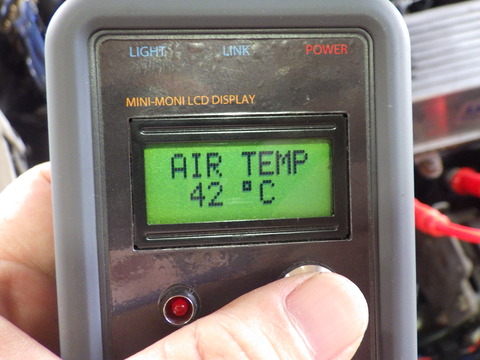 LIGHT LINK POWER
MINI-MONI LCD DISPLAY
AIR TEMP
42 °C